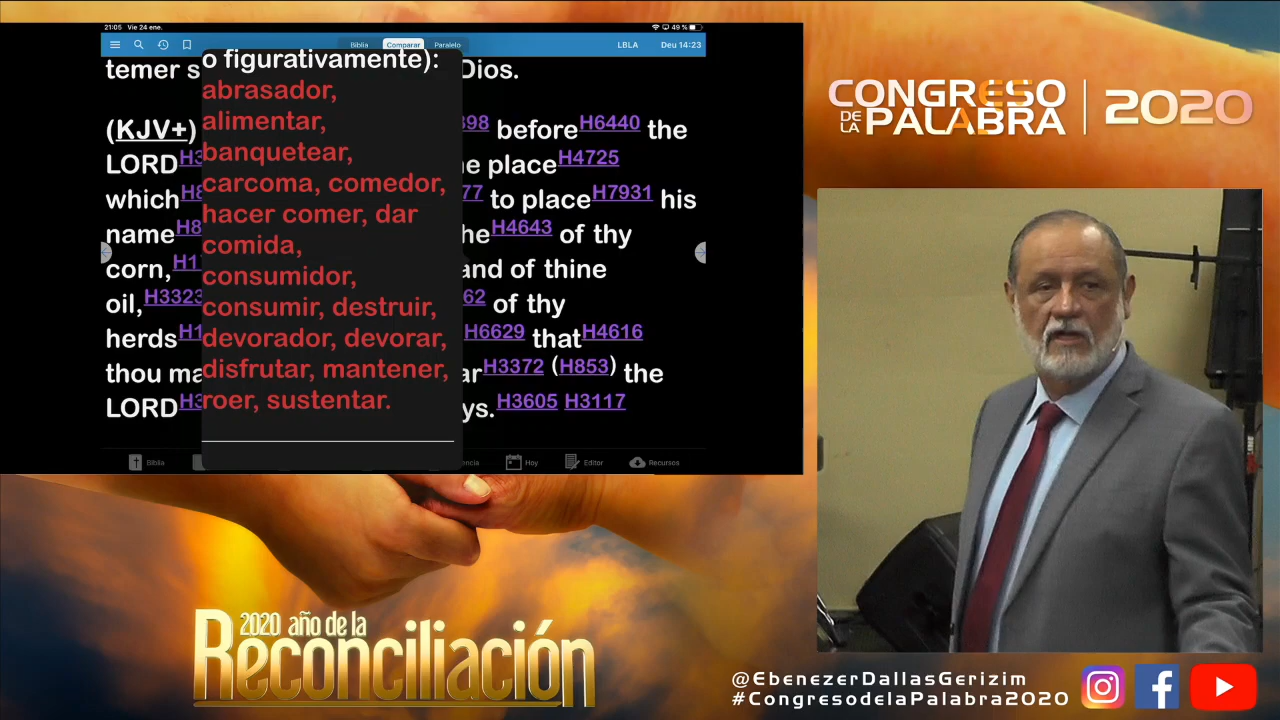 21:05 Vie 24 ene.
49 %
Biblia Comparar Paralelo
LBLA Deu 14:23
temer s
Dios.
(KJV+)
before H6440 the
LORD
place H4725
which
to place H7931 his
name
H4643 of thy
corn,
and of thine
oil, H3323
of thy
herds
H6629 that H4616
thou ma
H3372 (H853) the
LORD
ys. H3605 H3117
o figurativamente):
abrasador,
alimentar,
banquetear,
carcoma, comedor,
hacer comer, dar
comida,
consumidor,
consumir, destruir,
devorador, devorar,
disfrutar, mantener,
roer, sustentar.
Biblia
Hoy
Editor
Recursos
CONGRESO
DE LA PALABRA
2020
2020 año de la
Reconciliación
@EbenezerDallasGerizim
#CongresodelaPalabra2020